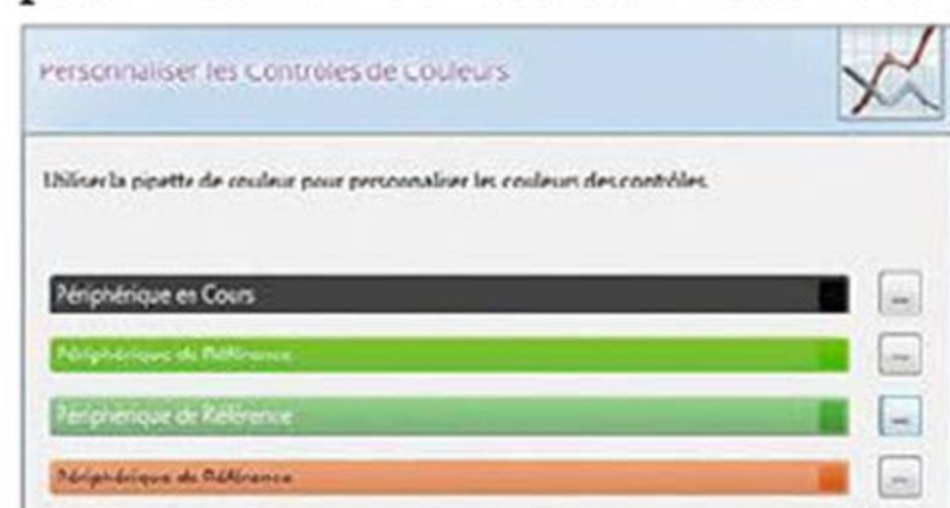 Personnaliser les Contrôles de Couleurs
Utiliser la pipette de couleur pour personnaliser les couleurs des contrôles.
Périphérique en Cours
...
Périphérique de Référence
...
Périphérique de Référence
...
Périphérique de Référence
...